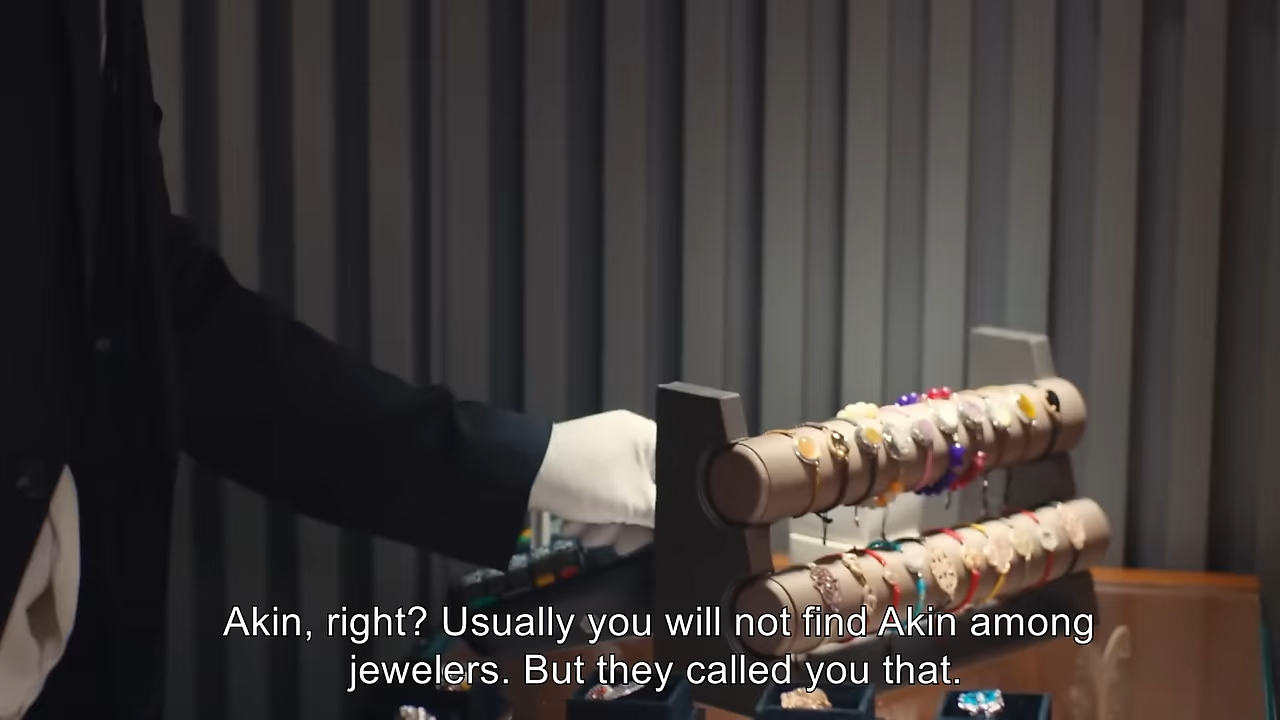 Akin, right? Usually you will not find Akin among
jewelers. But they called you that.